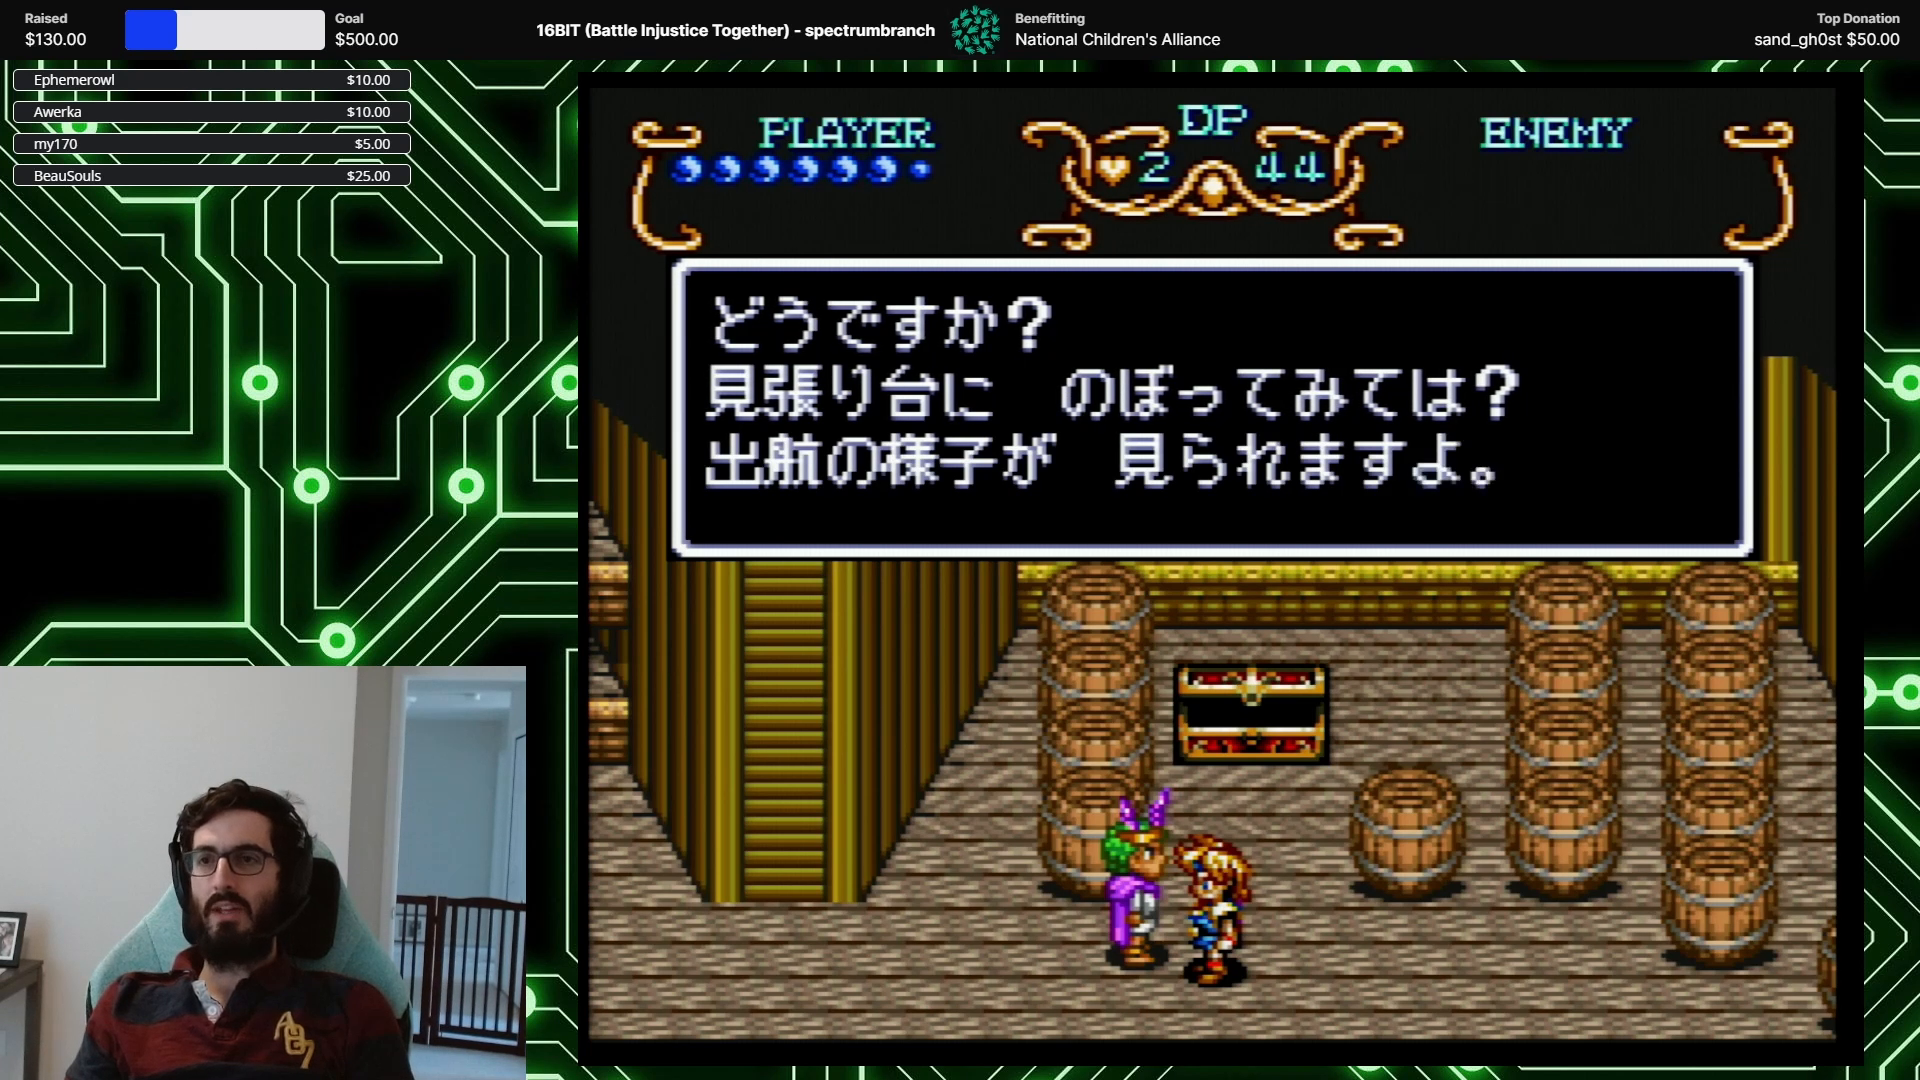 Raised
$130.00
Goal
$500.00
16BIT (Battle Injustice Together) - spectrumbranch
Benefitting
National Children's Alliance
Top Donation
sand_gh0st $50.00
Ephemerowl $10.00
Awerka $10.00
my170 $5.00
BeauSouls $25.00
PLAYER
DP
ENEMY
2 44
どうですか？
見張り台に　のぼってみては？
出航の様子が　見られますよ。